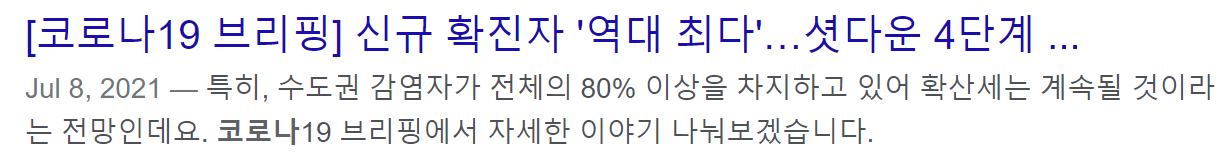 [코로나19 브리핑] 신규 확진자 '역대 최다'…셧다운 4단계 ...
Jul 8, 2021 — 특히, 수도권 감염자가 전체의 80% 이상을 차지하고 있어 확산세는 계속될 것이라
는 전망인데요. 코로나19 브리핑에서 자세한 이야기 나눠보겠습니다.